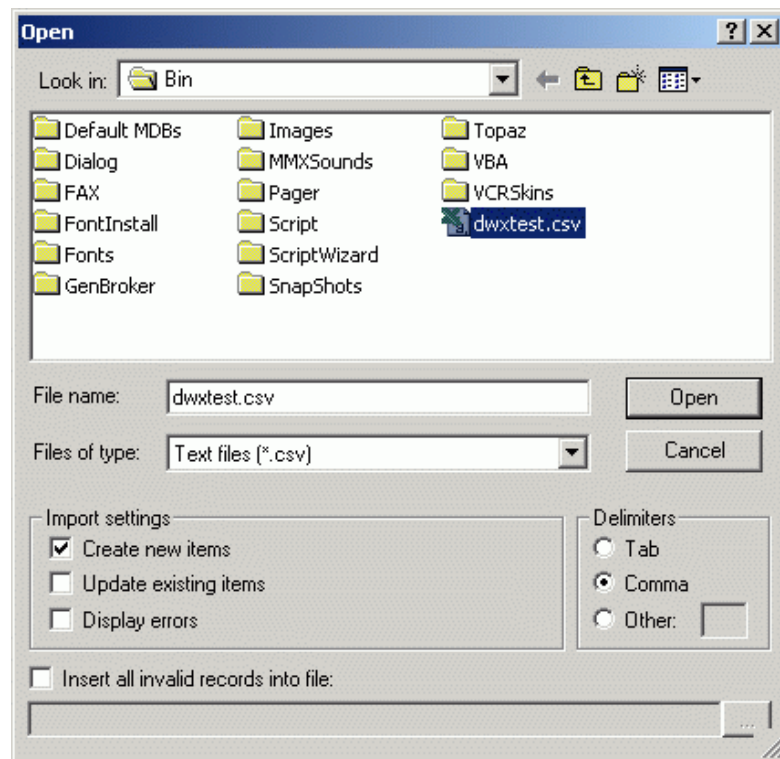 Open
Look in: Bin
Default MDBs Images Topaz
Dialog MMXSounds VBA
FAX Pager VCRSkins
FontInstall Script dwxtest.csv
Fonts ScriptWizard
GenBroker SnapShots
File name: dwxtest.csv Open
Files of type: Text files (*.csv) Cancel
Import settings Delimiters
Create new items Tab
Update existing items Comma
Display errors Other:
Insert all invalid records into file:
...